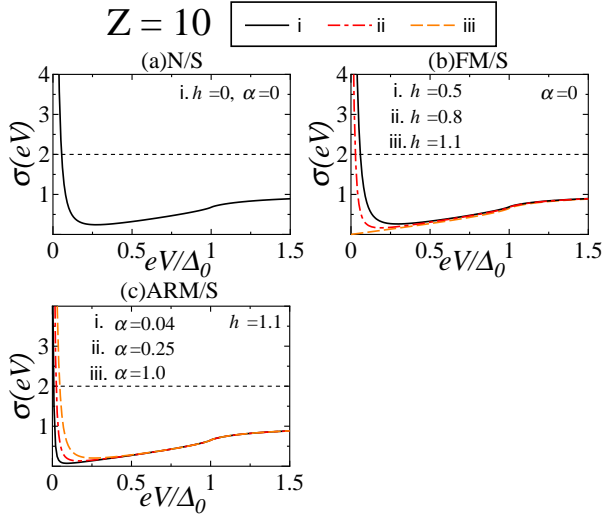 Z = 10
i ii iii
(a)N/S
(b)FM/S
i. h =0, α=0
i. h=0.5 α=0
ii. h=0.8
iii. h=1.1
σ(eV)
4
3
2
1
0 0.5 1 1.5
eV/Δ0
σ(eV)
4
3
2
1
0 0.5 1 1.5
eV/Δ0
(c)ARM/S
i. α=0.04 h=1.1
ii. α=0.25
iii. α=1.0
σ(eV)
3
2
1
0 0.5 1 1.5
eV/Δ0